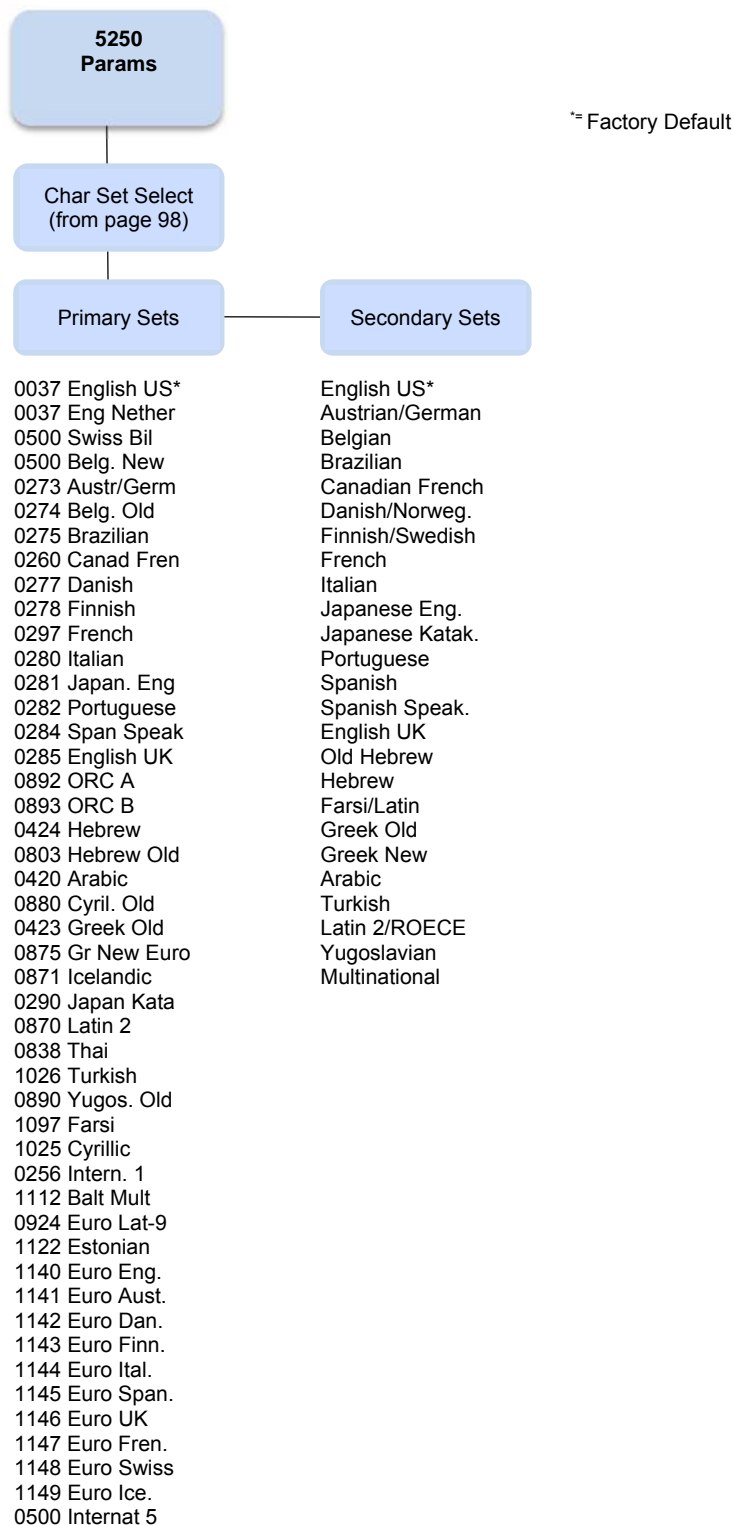 5250
Params
*= Factory Default
Char Set Select
(from page 98)
Primary Sets
Secondary Sets
0037 English US*
0037 Eng Nether
0500 Swiss Bil
0500 Belg. New
0273 Austr/Germ
0274 Belg. Old
0275 Brazilian
0260 Canad Fren
0277 Danish
0278 Finnish
0297 French
0280 Italian
0281 Japan. Eng
0282 Portuguese
0284 Span Speak
0285 English UK
0892 ORC A
0893 ORC B
0424 Hebrew
0803 Hebrew Old
0420 Arabic
0880 Cyril. Old
0423 Greek Old
0875 Gr New Euro
0871 Icelandic
0290 Japan Kata
0870 Latin 2
0838 Thai
1026 Turkish
0890 Yugos. Old
1097 Farsi
1025 Cyrillic
0256 Intern. 1
1112 Balt Mult
0924 Euro Lat-9
1122 Estonian
1140 Euro Eng.
1141 Euro Aust.
1142 Euro Dan.
1143 Euro Finn.
1144 Euro Ital.
1145 Euro Span.
1146 Euro UK
1147 Euro Fren.
1148 Euro Swiss
1149 Euro Ice.
0500 Internat 5
English US*
Austrian/German
Belgian
Brazilian
Canadian French
Danish/Norweg.
Finnish/Swedish
French
Italian
Japanese Eng.
Japanese Katak.
Portuguese
Spanish
Spanish Speak.
English UK
Old Hebrew
Hebrew
Farsi/Latin
Greek Old
Greek New
Arabic
Turkish
Latin 2/ROECE
Yugoslavian
Multinational